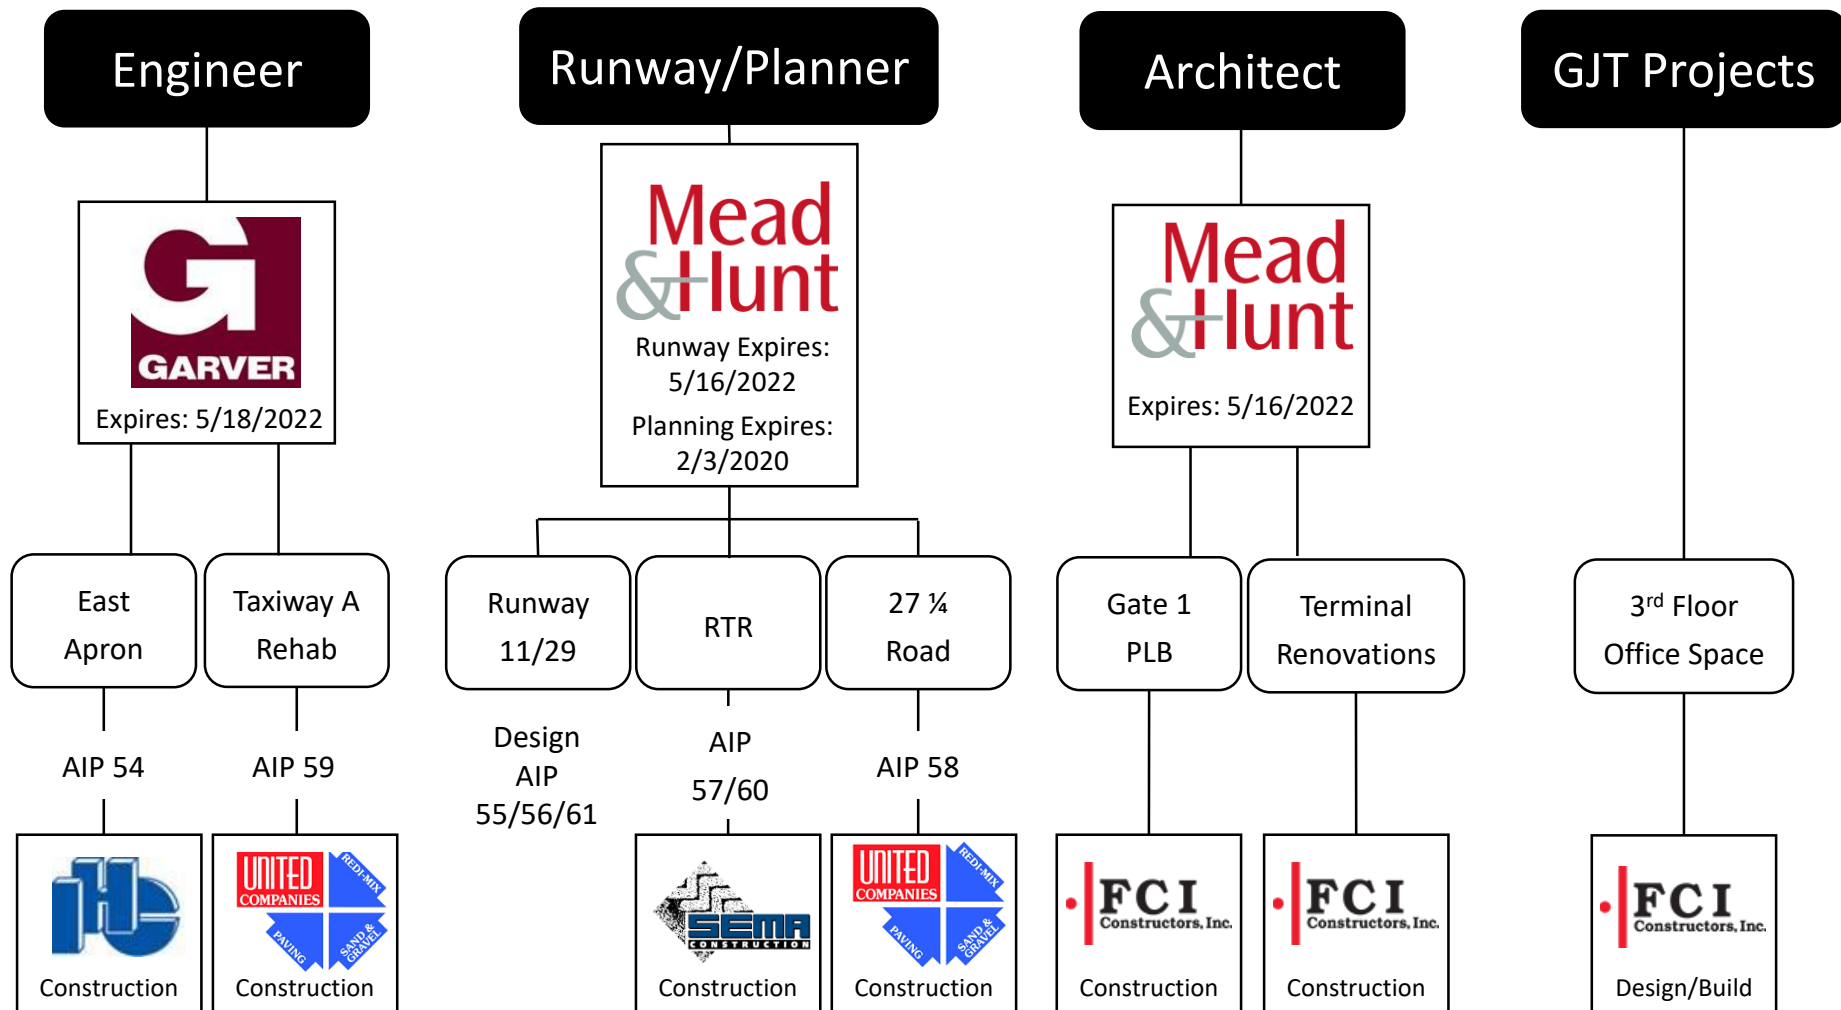 Engineer
Runway/Planner
Architect
GJT Projects
G
GARVER
Expires: 5/18/2022
Mead
&Hunt
Runway Expires:
5/16/2022
Planning Expires:
2/3/2020
Mead
&Hunt
Expires: 5/16/2022
East
Apron
Taxiway A
Rehab
Runway
11/29
RTR
27 ¼
Road
Gate 1
PLB
Terminal
Renovations
3rd Floor
Office Space
AIP 54
AIP 59
Design
AIP
55/56/61
AIP
57/60
AIP 58
Construction
UNITED
COMPANIES
REDI-MIX
PAVING
SAND &
GRAVEL
Construction
SEMA
CONSTRUCTION
Construction
UNITED
COMPANIES
REDI-MIX
PAVING
SAND &
GRAVEL
Construction
FCI
Constructors, Inc.
Construction
FCI
Constructors, Inc.
Construction
FCI
Constructors, Inc.
Design/Build